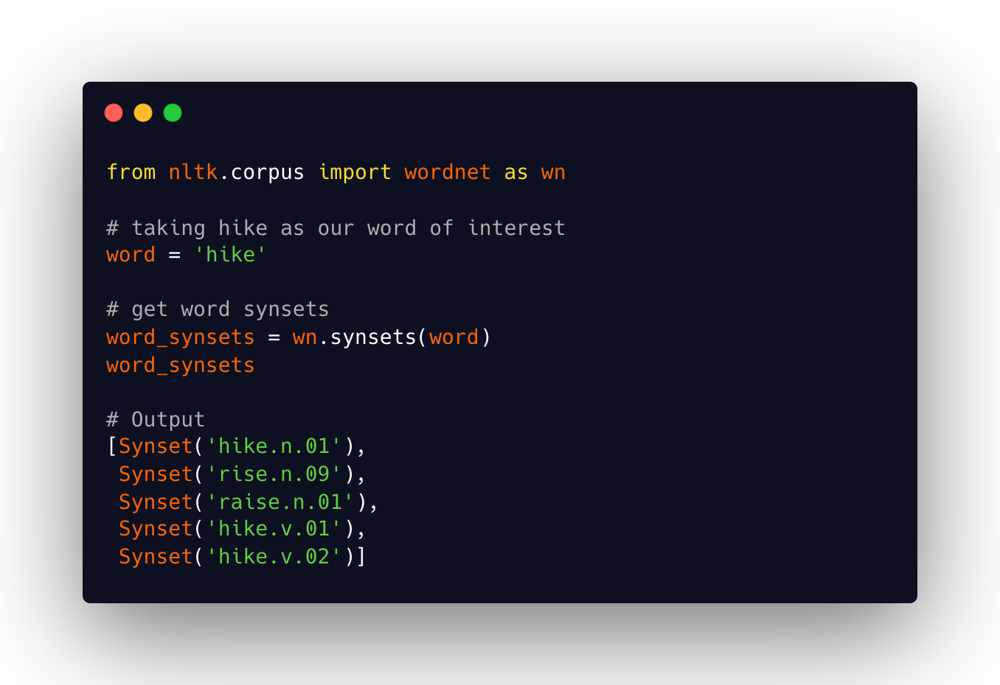 from nltk.corpus import wordnet as wn
# taking hike as our word of interest
word = 'hike'
# get word synsets
word_synsets = wn.synsets(word)
word_synsets
# Output
[Synset('hike.n.01'),
 Synset('rise.n.09'),
 Synset('raise.n.01'),
 Synset('hike.v.01'),
 Synset('hike.v.02')]